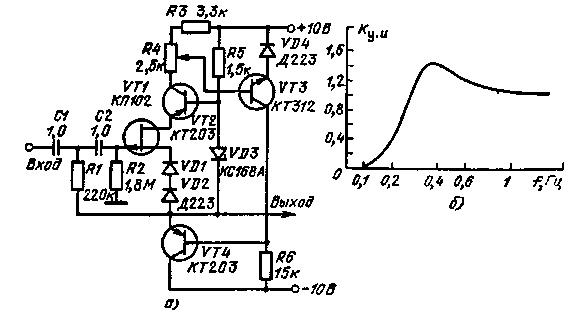 R3 3,3к
+10В
R4
2,5к
R5
1,5к
VD4
Д223
VT1
КП102
VT2
КТ203
VT3
КТ312
C1
1,0
C2
1,0
Вход
R1
220к
R2
1,8М
VD1
VD2
Д223
VD3
КС168А
Выход
VT4
КТ203
R6
15к
-10В
а)
Kу.и
1,6
1,2
0,8
0,4
0
0,1 0,2 0,4 0,6 1 f,Гц
б)